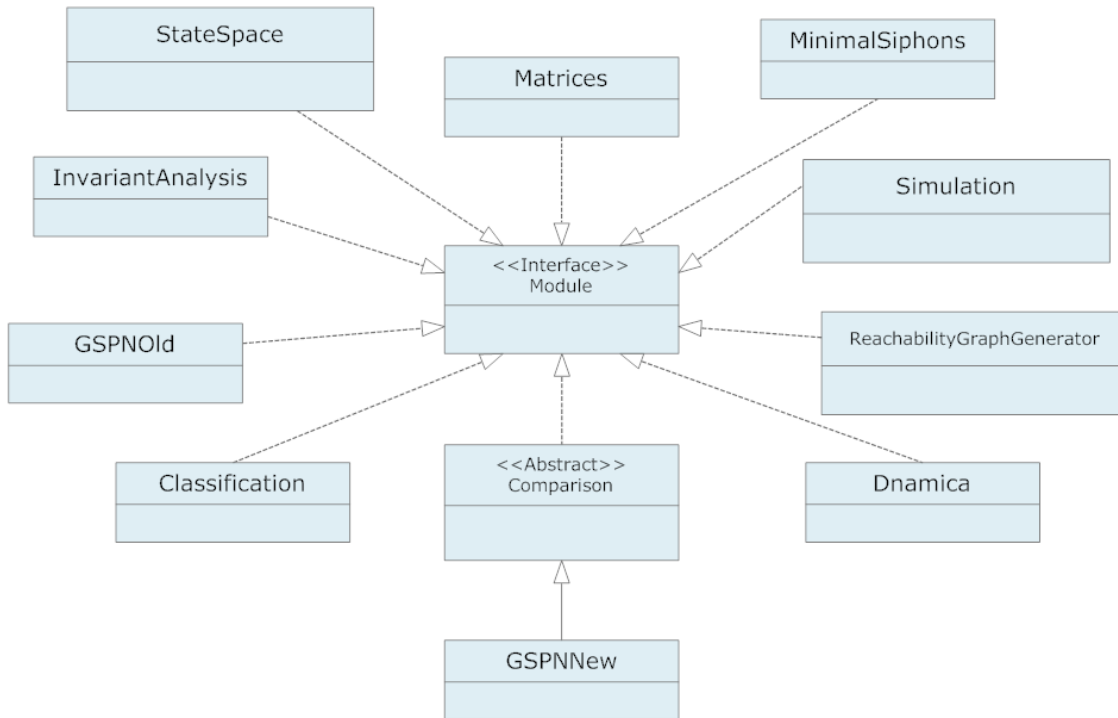 StateSpace
MinimalSiphons
Matrices
InvariantAnalysis
Simulation
<<Interface>>
Module
GSPNOld
ReachabilityGraphGenerator
Classification
<<Abstract>>
Comparison
Dnamica
GSPNNew